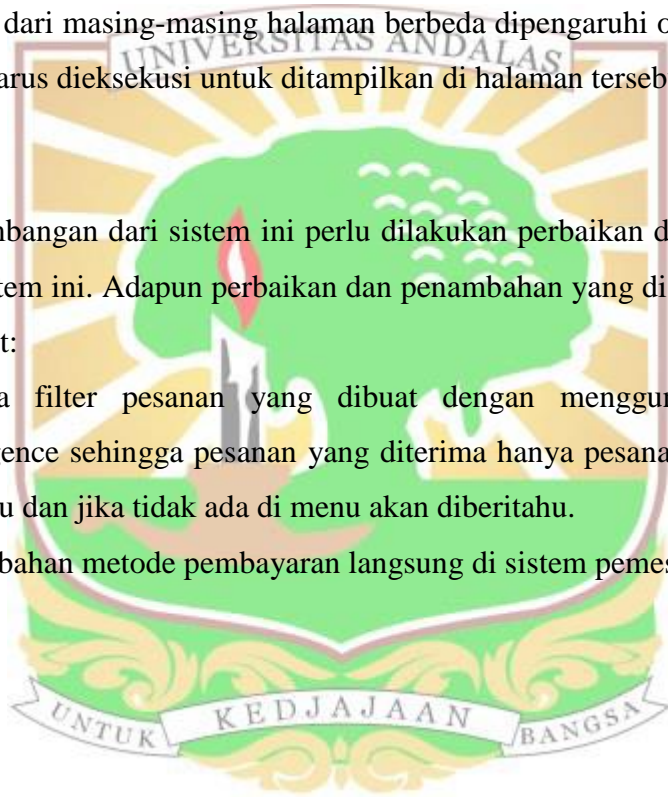 dari masing-masing halaman berbeda dipengaruhi o
UNIVERSITAS ANDALAS
arus dieksekusi untuk ditampilkan di halaman terseb
nbangan dari sistem ini perlu dilakukan perbaikan d
tem ini. Adapun perbaikan dan penambahan yang di
t:
a filter pesanan yang dibuat dengan menggun
gence sehingga pesanan yang diterima hanya pesana
u dan jika tidak ada di menu akan diberitahu.
bahan metode pembayaran langsung di sistem pemes
UNTUK KEDJAJAAN BANGSA